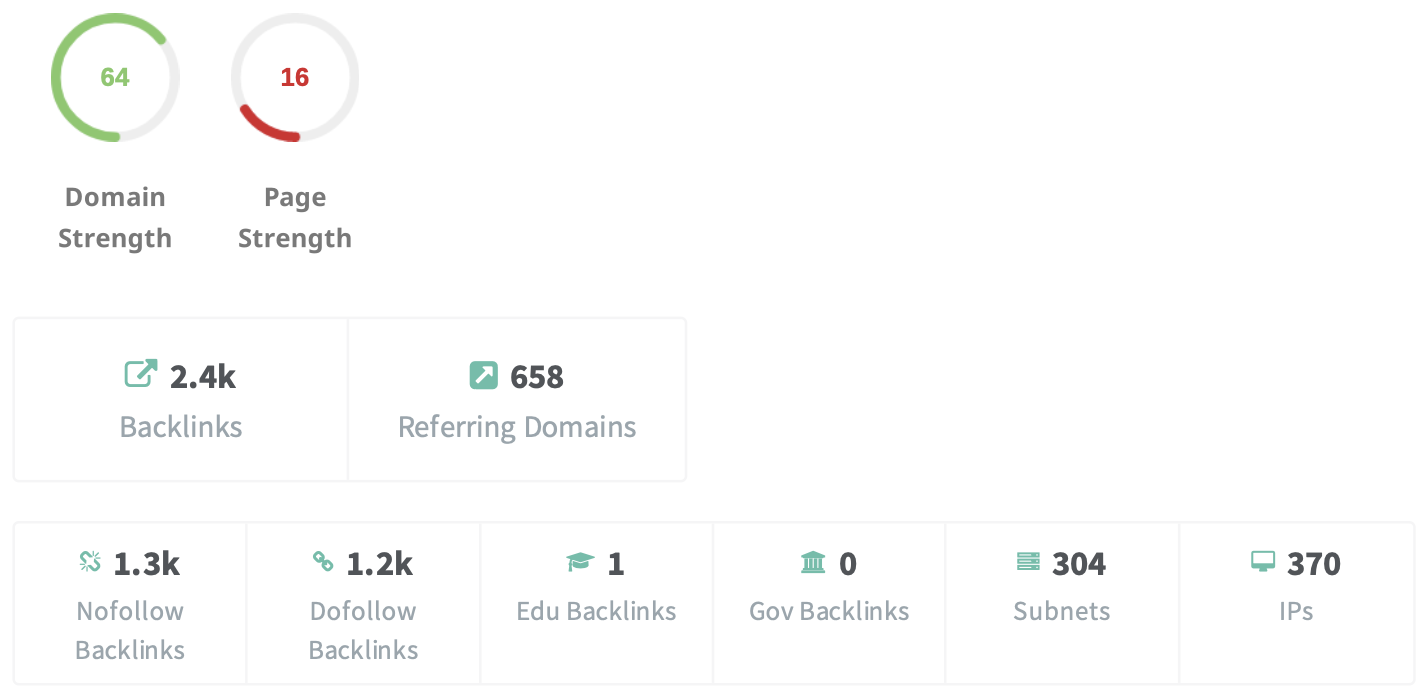 64
16
Domain
Strength
Page
Strength
2.4k
Backlinks
658
Referring Domains
1.3k
Nofollow
Backlinks
1.2k
Dofollow
Backlinks
1
Edu Backlinks
0
Gov Backlinks
304
Subnets
370
IPs